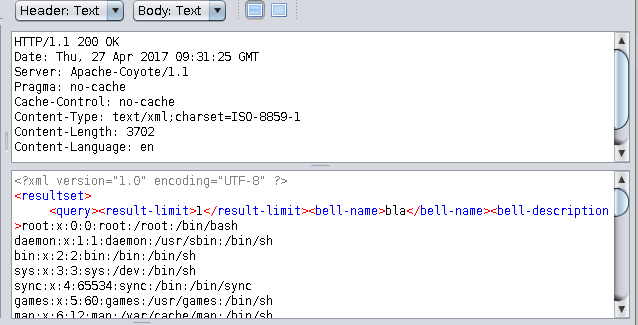 Header: Text Body: Text
HTTP/1.1 200 OK
Date: Thu, 27 Apr 2017 09:31:25 GMT
Server: Apache-Coyote/1.1
Pragma: no-cache
Cache-Control: no-cache
Content-Type: text/xml;charset=ISO-8859-1
Content-Length: 3702
Content-Language: en
<?xml version="1.0" encoding="UTF-8" ?>
<resultset>
<query><result-limit>1</result-limit><bell-name>bla</bell-name><bell-description
>root:x:0:0:root:/root:/bin/bash
daemon:x:1:1:daemon:/usr/sbin:/bin/sh
bin:x:2:2:bin:/bin:/bin/sh
sys:x:3:3:sys:/dev:/bin/sh
sync:x:4:65534:sync:/bin:/bin/sync
games:x:5:60:games:/usr/games:/bin/sh
man:x:6:12:man:/var/cache/man:/bin/sh